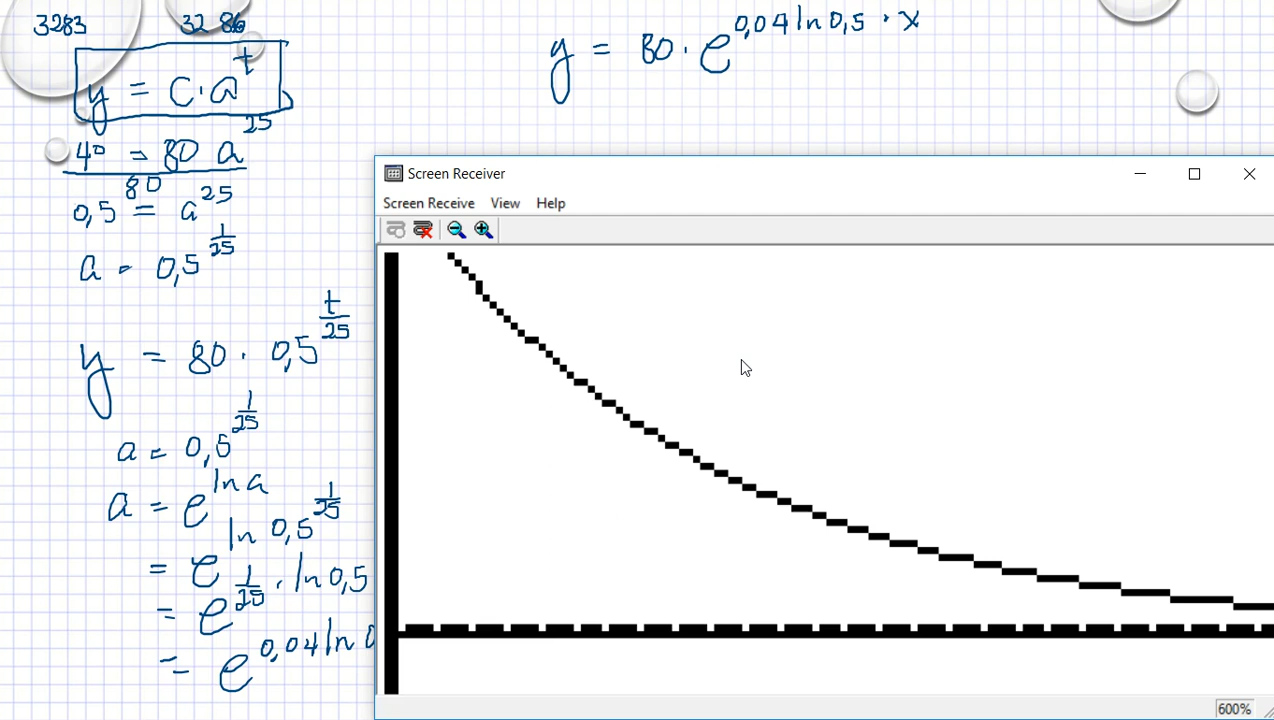 3283 3286
y = C·a^t
40 = 80 a^25
80
0,5 = a^25
a = 0,5^(1/25)
y = 80 · 0,5^(t/25)
a = 0,5^(1/25)
a = e^(ln a)
= e^(ln 0,5^(1/25))
= e^(1/25 · ln 0,5)
= e^(0,04 ln 0
y = 80 · e^(0,04 ln 0,5 · x)
Screen Receiver
Screen Receive View Help
600%